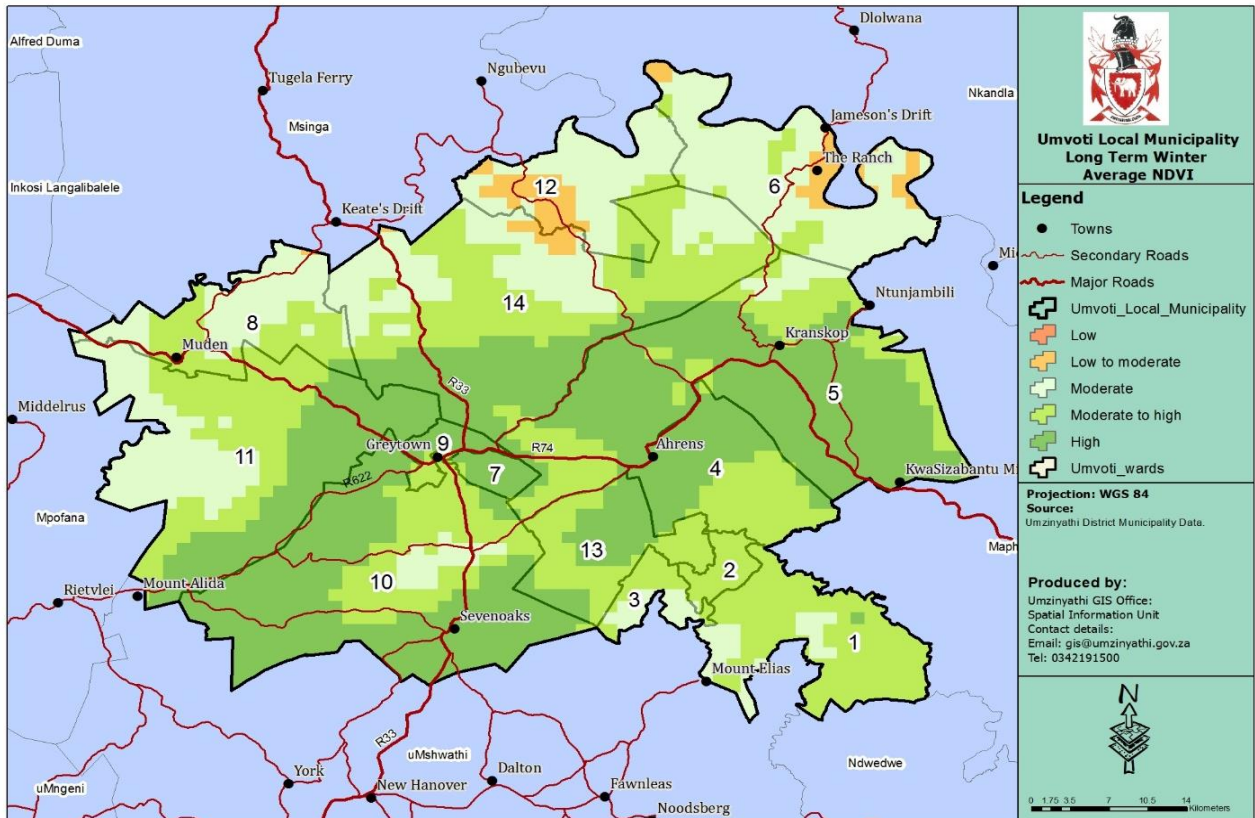 Dlolwana
Alfred Duma
Ngubevu
Tugela Ferry
Nkandla
Msinga
Jameson's Drift
The Ranch
12
6
Inkosi Langalibalele
Keate's Drift
Ntunjambili
14
8
Kranskop
Muden
R33
5
Middelrus
Greytown
9
R74
Ahrens
11
7
4
R622
KwaSizabantu
Mpofana
13
10
2
Rietvlei
Mount Alida
3
Sevenoaks
1
Mount Elias
R33
uMshwathi
Ndwedwe
York
Dalton
uMngeni
New Hanover
Fawnleas
Noodsberg
Umvoti Local Municipality
Long Term Winter
Average NDVI
Legend
Towns
Secondary Roads
Major Roads
Umvoti_Local_Municipality
Low
Low to moderate
Moderate
Moderate to high
High
Umvoti_wards
Projection: WGS 84
Source:
Umzinyathi District Municipality Data.
Produced by:
Umzinyathi GIS Office:
Spatial Information Unit
Contact details:
Email: gis@umzinyathi.gov.za
Tel: 0342191500
N
0 1.75 3.5 7 10.5 14
Kilometers